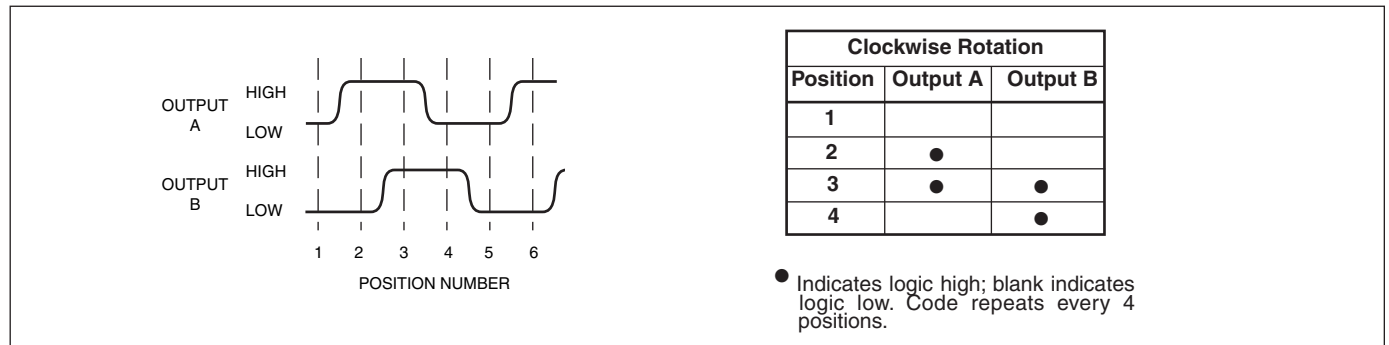 OUTPUT
A
HIGH
LOW
OUTPUT
B
HIGH
LOW
1 2 3 4 5 6
POSITION NUMBER
Clockwise Rotation
Position Output A Output B
1
2 ●
3 ● ●
4 ●
● Indicates logic high; blank indicates
logic low. Code repeats every 4
positions.